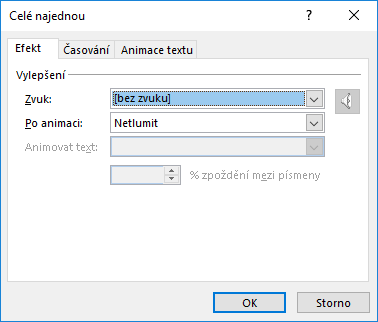 Celé najednou ? ×
Efekt Časování Animace textu
Vylepšení
Zvuk: [bez zvuku]
Po animaci: Netlumit
Animovat text:
% zpoždění mezi písmeny
OK Storno